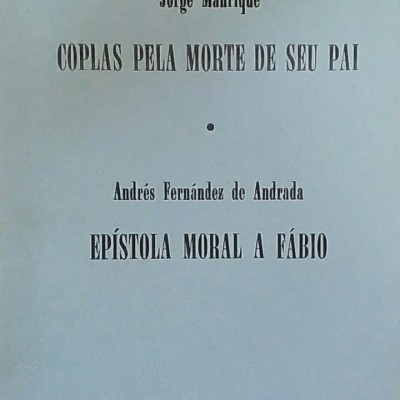 Jorge Manrique
COPLAS PELA MORTE DE SEU PAI
Andrés Fernández de Andrada
EPÍSTOLA MORAL A FÁBIO